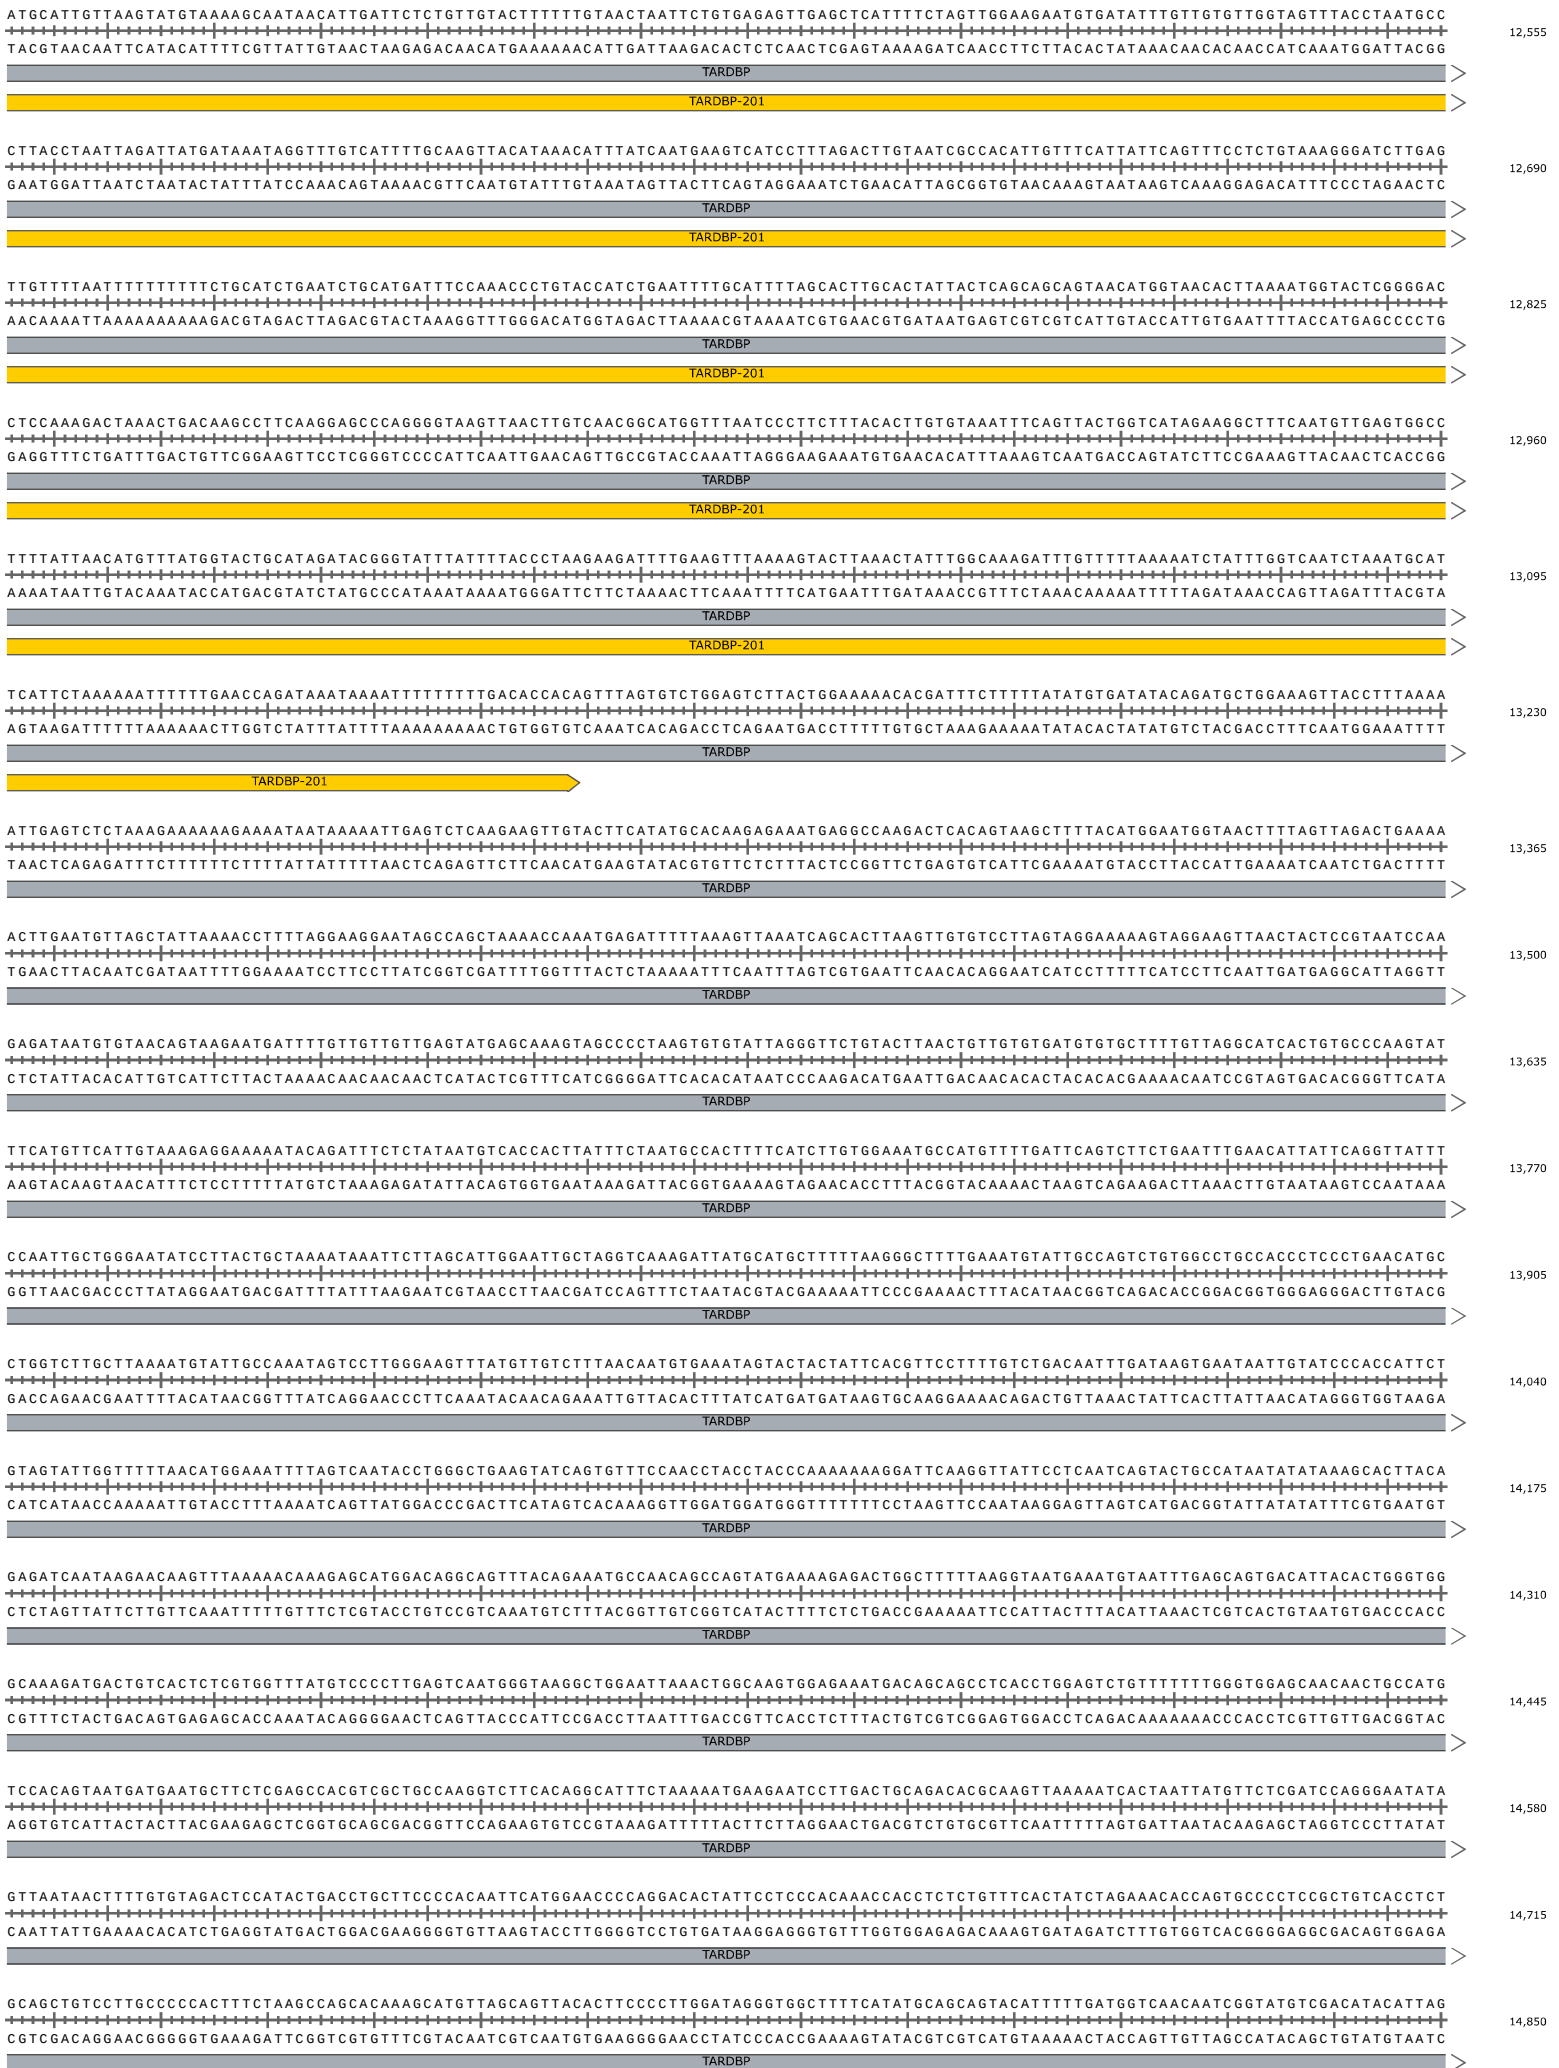 ATGCATTGTTAAGTATGTAAAAGCAATAACATTGATTCTCTGTTGTACTTTTTTGTAACTAATTCTGTGAGAGTTGAGCTCATTTTCTAGTTGGAAGAATGTGATATTTGTTGTGTTGGTAGTTTACCTAATGCC
12,555
TACGTAACAATTCATACATTTTCGTTATTGTAACTAAGAGACAACATGAAAAAACATTGATTAAGACACTCTCAACTCGAGTAAAAGATCAACCTTCTTACACTATAAACAACACAACCATCAAATGGATTACGG
TARDBP
TARDBP-201
CTTACCTAATTAGATTATGATAAATAGGTTTGTCATTTTGCAAGTTACATAAACATTTATCAATGAAGTCATCCTTTAGACTTGTAATCGCCACATTGTTTCATTATTCAGTTTCCTCTGTAAAGGGATCTTGAG
12,690
GAATGGATTAATCTAATACTATTTATCCAAACAGTAAAACGTTCAATGTATTTGTAAATAGTTACTTCAGTAGGAAATCTGAACATTAGCGGTGTAACAAAGTAATAAGTCAAAGGAGACATTTCCCTAGAACTC
TARDBP
TARDBP-201
TTGTTTTAATTTTTTTTTTCTGCATCTGAATCTGCATGATTTCCAAACCCTGTACCATCTGAATTTTGCATTTTAGCACTTGCACTATTACTCAGCAGCAGTAACATGGTAACACTTAAAATGGTACTCGGGGAC
12,825
AACAAAATTAAAAAAAAAAGACGTAGACTTAGACGTACTAAAGGTTTGGGACATGGTAGACTTAAAACGTAAAATCGTGAACGTGATAATGAGTCGTCGTCATTGTACCATTGTGAATTTTACCATGAGCCCCTG
TARDBP
TARDBP-201
CTCCAAAGACTAAACTGACAAGCCTTCAAGGAGCCCAGGGGTAAGTTAACTTGTCAACGGCATGGTTTAATCCCTTCTTTACACTTGTGTAAATTTCAGTTACTGGTCATAGAAGGCTTTCAATGTTGAGTGGCC
12,960
GAGGTTTCTGATTTGACTGTTCGGAAGTTCCTCGGGTCCCCATTCAATTGAACAGTTGCCGTACCAAATTAGGGAAGAAATGTGAACACATTTAAAGTCAATGACCAGTATCTTCCGAAAGTTACAACTCACCGG
TARDBP
TARDBP-201
TTTTATTAACATGTTTATGGTACTGCATAGATACGGGTATTTATTTTACCCTAAGAAGATTTTGAAGTTTAAAAGTACTTAAACTATTTGGCAAAGATTTGTTTTTAAAAATCTATTTGGTCAATCTAAATGCAT
13,095
AAAATAATTGTACAAATACCATGACGTATCTATGCCCATAAATAAAATGGGATTCTTCTAAAACTTCAAATTTTCATGAATTTGATAAACCGTTTCTAAACAAAAATTTTTAGATAAACCAGTTAGATTTACGTA
TARDBP
TARDBP-201
TCATTCTAAAAAATTTTTTGAACCAGATAAATAAAATTTTTTTTTGACACCACAGTTTAGTGTCTGGAGTCTTACTGGAAAAACACGATTTCTTTTTATATGTGATATACAGATGCTGGAAAGTTACCTTTAAAA
13,230
AGTAAGATTTTTTAAAAAACTTGGTCTATTTATTTTAAAAAAAAACTGTGGTGTCAAATCACAGACCTCAGAATGACCTTTTTGTGCTAAAGAAAAATATACACTATATGTCTACGACCTTTCAATGGAAATTTT
TARDBP
TARDBP-201
ATTGAGTCTCTAAAGAAAAAAGAAAATAATAAAAATTGAGTCTCAAGAAGTTGTACTTCATATGCACAAGAGAAATGAGGCCAAGACTCACAGTAAGCTTTTACATGGAATGGTAACTTTTAGTTAGACTGAAAA
13,365
TAACTCAGAGATTTCTTTTTTCTTTTATTATTTTTAACTCAGAGTTCTTCAACATGAAGTATACGTGTTCTCTTTACTCCGGTTCTGAGTGTCATTCGAAAATGTACCTTACCATTGAAAATCAATCTGACTTTT
TARDBP
ACTTGAATGTTAGCTATTAAAACCTTTTAGGAAGGAATAGCCAGCTAAAACCAAATGAGATTTTTAAAGTTAAATCAGCACTTAAGTTGTGTCCTTAGTAGGAAAAAGTAGGAAGTTAACTACTCCGTAATCCAA
13,500
TGAACTTACAATCGATAATTTTGGAAAATCCTTCCTTATCGGTCGATTTTGGTTTACTCTAAAAATTTCAATTTAGTCGTGAATTCAACACAGGAATCATCCTTTTTCATCCTTCAATTGATGAGGCATTAGGTT
TARDBP
GAGATAATGTGTAACAGTAAGAATGATTTTGTTGTTGTTGAGTATGAGCAAAGTAGCCCCTAAGTGTGTATTAGGGTTCTGTACTTAACTGTTGTGTGATGTGTGCTTTTGTTAGGCATCACTGTGCCCAAGTAT
13,635
CTCTATTACACATTGTCATTCTTACTAAAACAACAACAACTCATACTCGTTTCATCGGGGATTCACACATAATCCCAAGACATGAATTGACAACACACTACACACGAAAACAATCCGTAGTGACACGGGTTCATA
TARDBP
TTCATGTTCATTGTAAAGAGGAAAAATACAGATTTCTCTATAATGTCACCACTTATTTCTAATGCCACTTTTCATCTTGTGGAAATGCCATGTTTTGATTCAGTCTTCTGAATTTGAACATTATTCAGGTTATTT
13,770
AAGTACAAGTAACATTTCTCCTTTTTATGTCTAAAGAGATATTACAGTGGTGAATAAAGATTACGGTGAAAAGTAGAACACCTTTACGGTACAAAACTAAGTCAGAAGACTTAAACTTGTAATAAGTCCAATAAA
TARDBP
CCAATTGCTGGGAATATCCTTACTGCTAAAATAAATTCTTAGCATTGGAATTGCTAGGTCAAAGATTATGCATGCTTTTTAAGGGCTTTTGAAATGTATTGCCAGTCTGTGGCCTGCCACCCTCCCTGAACATGC
13,905
GGTTAACGACCCTTATAGGAATGACGATTTTATTTAAGAATCGTAACCTTAACGATCCAGTTTCTAATACGTACGAAAAATTCCCGAAAACTTTACATAACGGTCAGACACCGGACGGTGGGAGGGACTTGTACG
TARDBP
CTGGTCTTGCTTAAAATGTATTGCCAAATAGTCCTTGGGAAGTTTATGTTGTCTTTAACAATGTGAAATAGTACTACTATTCACGTTCCTTTTGTCTGACAATTTGATAAGTGAATAATTGTATCCCACCATTCT
14,040
GACCAGAACGAATTTTACATAACGGTTTATCAGGAACCCTTCAAATACAACAGAAATTGTTACACTTTATCATGATGATAAGTGCAAGGAAAACAGACTGTTAAACTATTCACTTATTAACATAGGGTGGTAAGA
TARDBP
GTAGTATTGGTTTTTAACATGGAAATTTTAGTCAATACCTGGGCTGAAGTATCAGTGTTTCCAACCTACCTACCCAAAAAAAGGATTCAAGGTTATTCCTCAATCAGTACTGCCATAATATATAAAGCACTTACA
14,175
CATCATAACCAAAAATTGTACCTTTAAAATCAGTTATGGACCCGACTTCATAGTCACAAAGGTTGGATGGATGGGTTTTTTTCCTAAGTTCCAATAAGGAGTTAGTCATGACGGTATTATATATTTCGTGAATGT
TARDBP
GAGATCAATAAGAACAAGTTTAAAAACAAAGAGCATGGACAGGCAGTTTACAGAAATGCCAACAGCCAGTATGAAAAGAGACTGGCTTTTTAAGGTAATGAAATGTAATTTGAGCAGTGACATTACACTGGGTGG
14,310
CTCTAGTTATTCTTGTTCAAATTTTTGTTTCTCGTACCTGTCCGTCAAATGTCTTTACGGTTGTCGGTCATACTTTTCTCTGACCGAAAAATTCCATTACTTTACATTAAACTCGTCACTGTAATGTGACCCACC
TARDBP
GCAAAGATGACTGTCACTCTCGTGGTTTATGTCCCCTTGAGTCAATGGGTAAGGCTGGAATTAAACTGGCAAGTGGAGAAATGACAGCAGCCTCACCTGGAGTCTGTTTTTTTGGGTGGAGCAACAACTGCCATG
14,445
CGTTTCTACTGACAGTGAGAGCACCAAATACAGGGGAACTCAGTTACCCATTCCGACCTTAATTTGACCGTTCACCTCTTTACTGTCGTCGGAGTGGACCTCAGACAAAAAAACCCACCTCGTTGTTGACGGTAC
TARDBP
TCCACAGTAATGATGAATGCTTCTCGAGCCACGTCGCTGCCAAGGTCTTCACAGGCATTTCTAAAAATGAAGAATCCTTGACTGCAGACACGCAAGTTAAAAATCACTAATTATGTTCTCGATCCAGGGAATATA
14,580
AGGTGTCATTACTACTTACGAAGAGCTCGGTGCAGCGACGGTTCCAGAAGTGTCCGTAAAGATTTTTACTTCTTAGGAACTGACGTCTGTGCGTTCAATTTTTAGTGATTAATACAAGAGCTAGGTCCCTTATAT
TARDBP
GTTAATAACTTTTGTGTAGACTCCATACTGACCTGCTTCCCCACAATTCATGGAACCCCAGGACACTATTCCTCCCACAAACCACCTCTCTGTTTCACTATCTAGAAACACCAGTGCCCCTCCGCTGTCACCTCT
14,715
CAATTATTGAAAACACATCTGAGGTATGACTGGACGAAGGGGTGTTAAGTACCTTGGGGTCCTGTGATAAGGAGGGTGTTTGGTGGAGAGACAAAGTGATAGATCTTTGTGGTCACGGGGAGGCGACAGTGGAGA
TARDBP
GCAGCTGTCCTTGCCCCCACTTTCTAAGCCAGCACAAAGCATGTTAGCAGTTACACTTCCCCTTGGATAGGGTGGCTTTTCATATGCAGCAGTACATTTTTGATGGTCAACAATCGGTATGTCGACATACATTAG
14,850
CGTCGACAGGAACGGGGGTGAAAGATTCGGTCGTGTTTCGTACAATCGTCAATGTGAAGGGGAACCTATCCCACCGAAAAGTATACGTCGTCATGTAAAAACTACCAGTTGTTAGCCATACAGCTGTATGTAATC
TARDBP